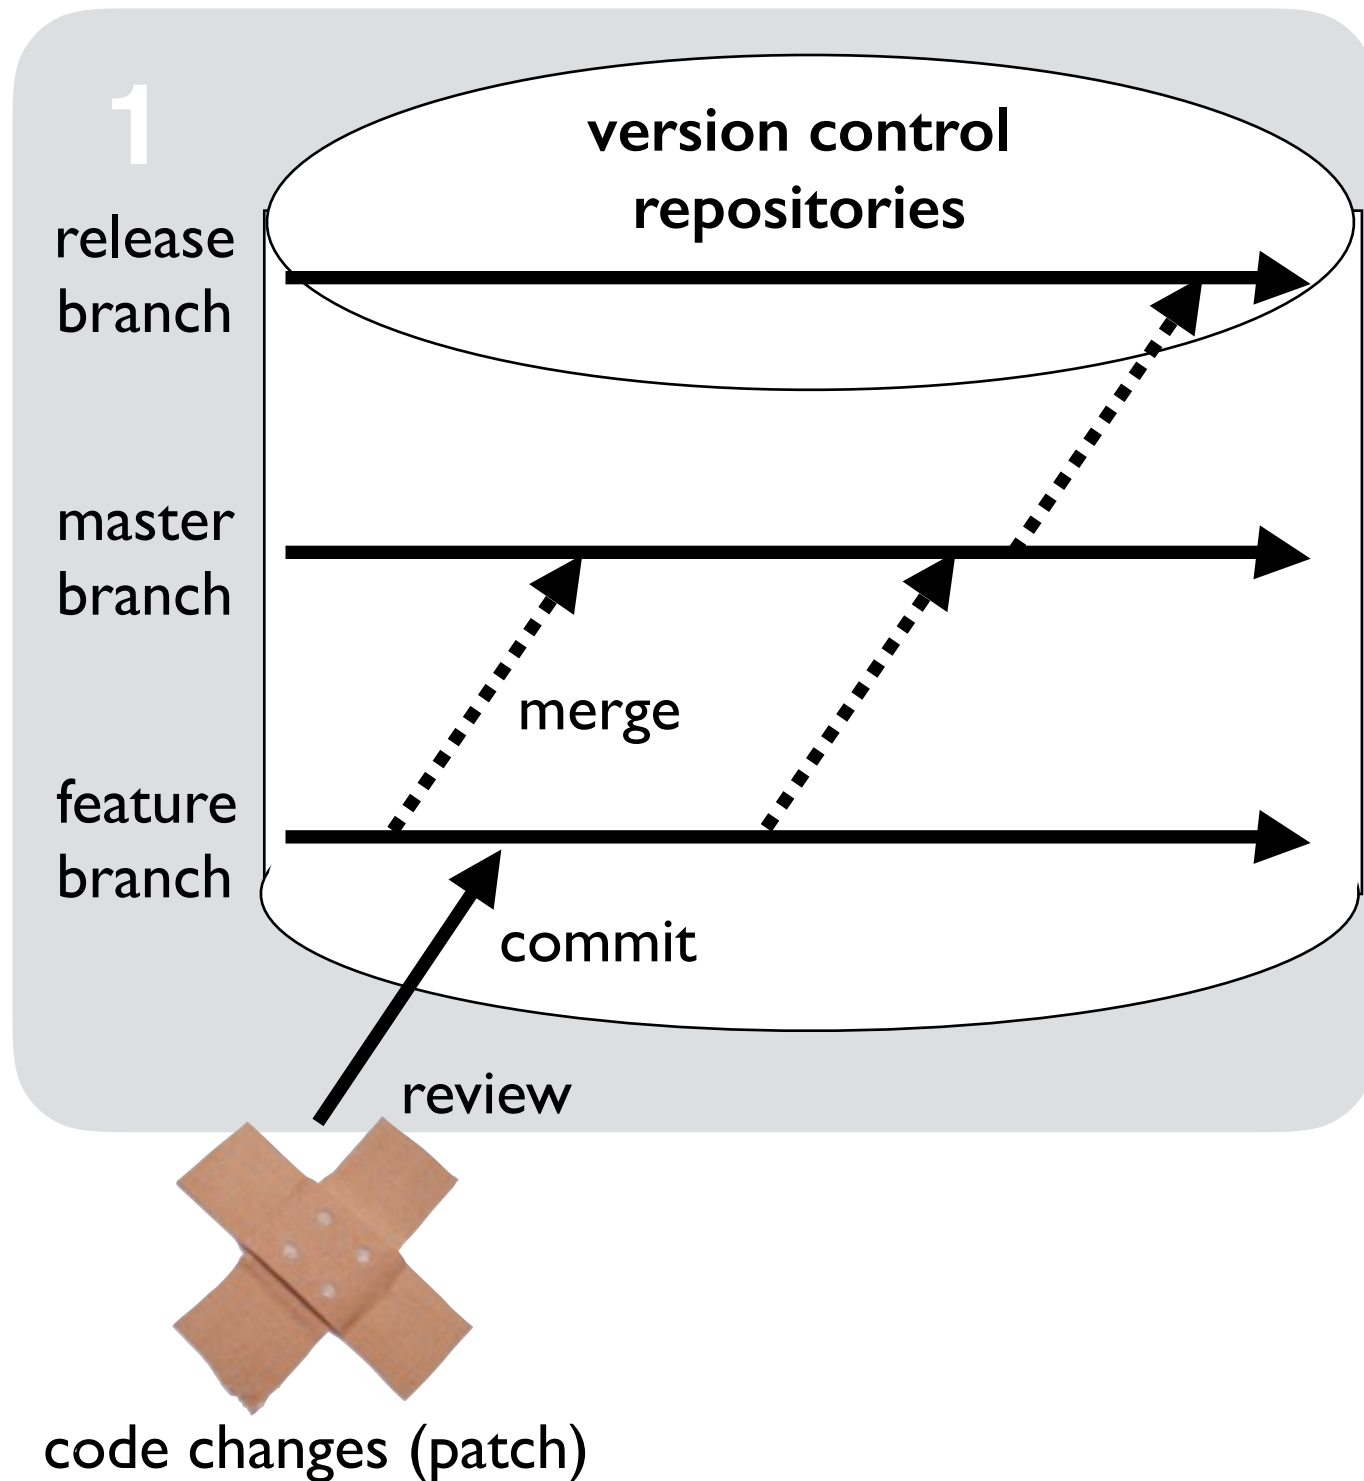 1
version control
repositories
release
branch
master
branch
merge
feature
branch
commit
review
code changes (patch)